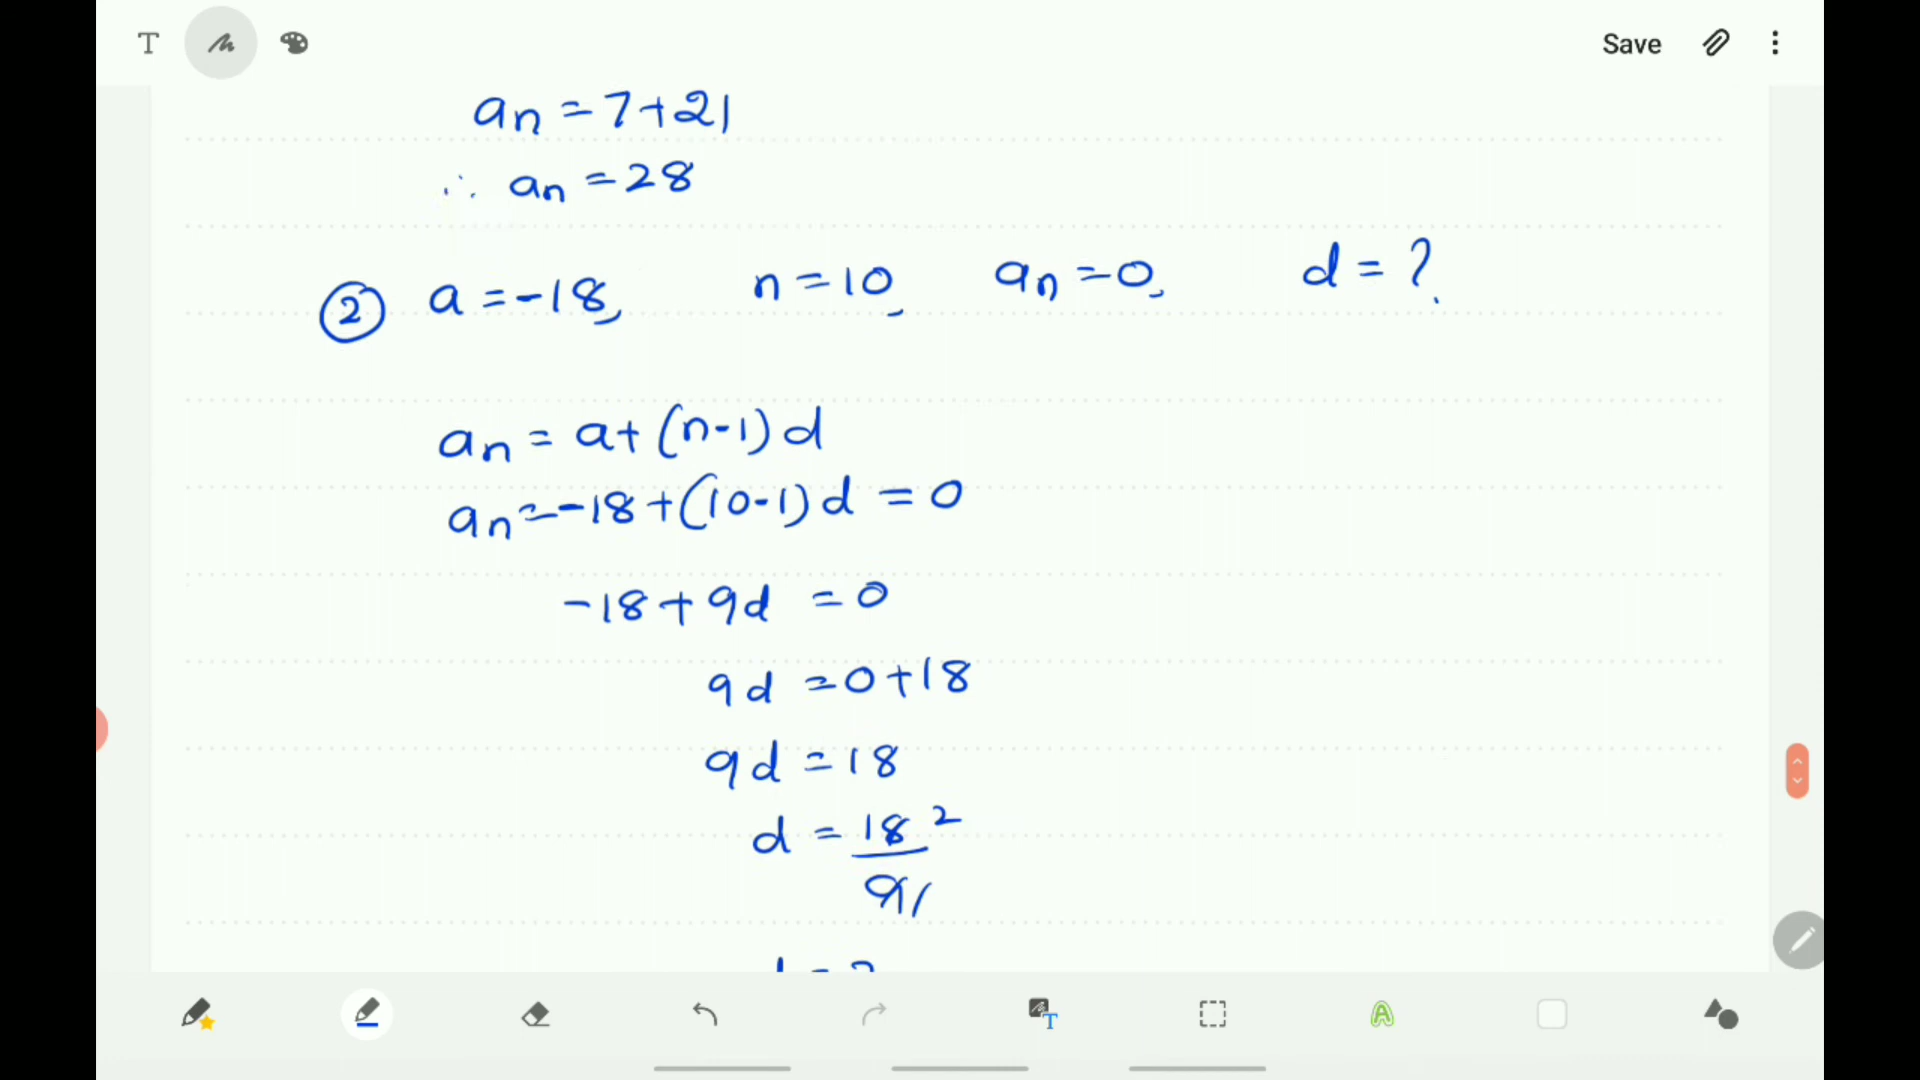 T
Save
an = 7+21
∴ an = 28
② a = -18, n = 10, an = 0, d = ?
an = a + (n-1) d
an = -18 + (10-1) d = 0
-18 + 9d = 0
9d = 0 + 18
9d = 18
d = 18 2
9 1
d = 2
T
A